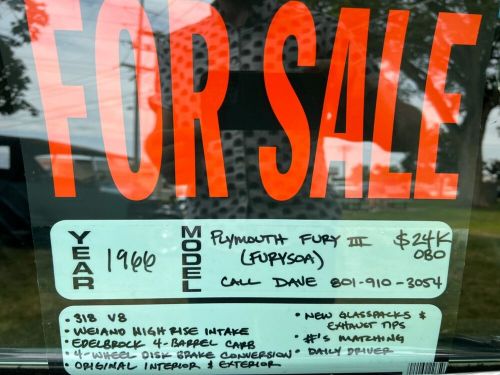 FOR SALE
YEAR 1966 MODEL PLYMOUTH FURY III $24K
(FURYSOA) OBO
CALL DAVE 801-910-3054
• 318 V8
• WEIAND HIGH RISE INTAKE
• EDELBROCK 4-BARREL CARB
• 4-WHEEL DISK BRAKE CONVERSION
• ORIGINAL INTERIOR & EXTERIOR
• NEW GLASSPACKS &
EXHAUST TIPS
• #'S MATCHING
• DAILY DRIVER